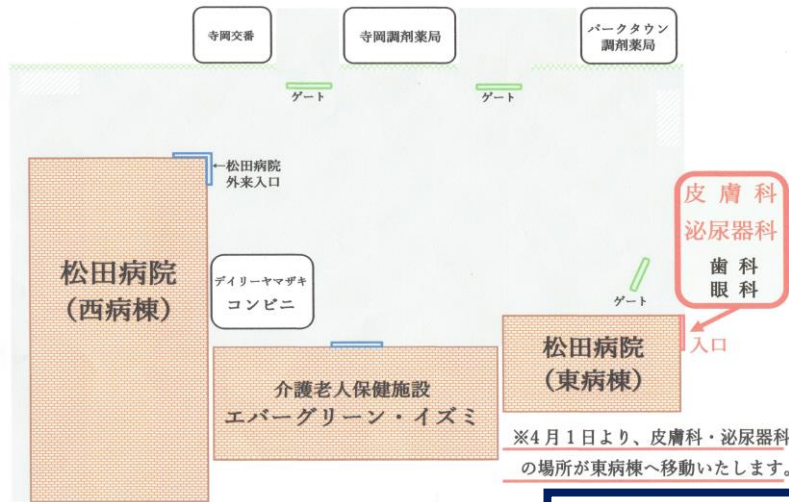 寺岡交番
寺岡調剤薬局
パークタウン
調剤薬局
ゲート
ゲート
←松田病院
外来入口
皮膚科
泌尿器科
歯科
眼科
松田病院
(西病棟)
デイリーヤマザキ
コンビニ
ゲート
入口
松田病院
(東病棟)
介護老人保健施設
エバーグリーン・イズミ
※4月1日より、皮膚科・泌尿器科
の場所が東病棟へ移動いたします。